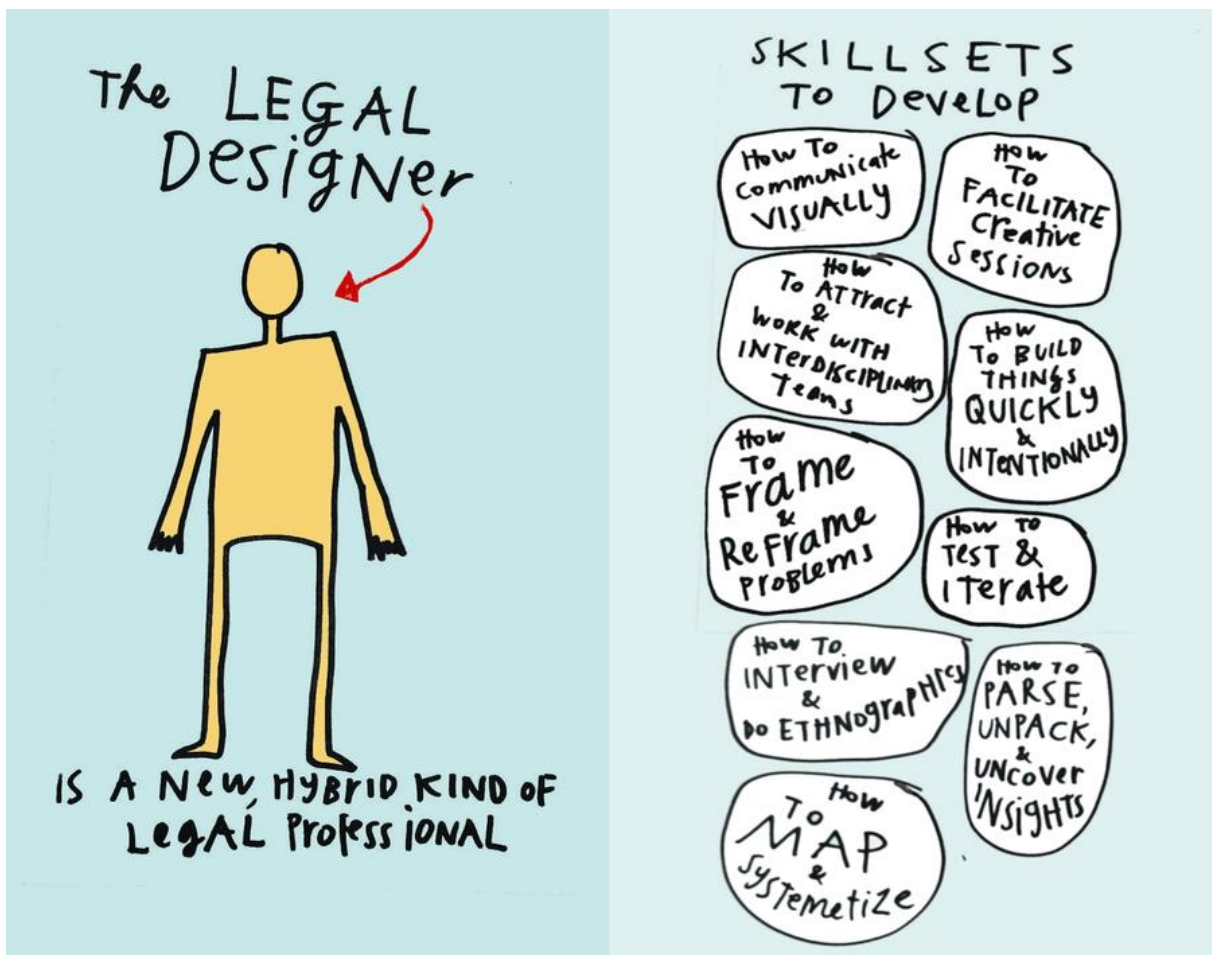 The LEGAL
Designer
IS A New, HYBRID KIND OF
LegAL Professional
SKILLSETS
To Develop
How To
Communicate
VISUALLY
How
To
FACILITATE
Creative
Sessions
How
To ATTract
&
WORK WITH
INTERDISCIPLINARY
Teams
How
To BUILD
THINGS
QUICKLY
&
INTENTIONALLY
How
To
Frame
&
ReFrame
ProBLems
How To
Test &
ITerate
How To
INTerview
&
Do ETHNOgraPHICS
How To
PARSE,
UNPACK,
&
UNcover
INSIgHTS
How
To
MAP
&
SYSTemetiZe